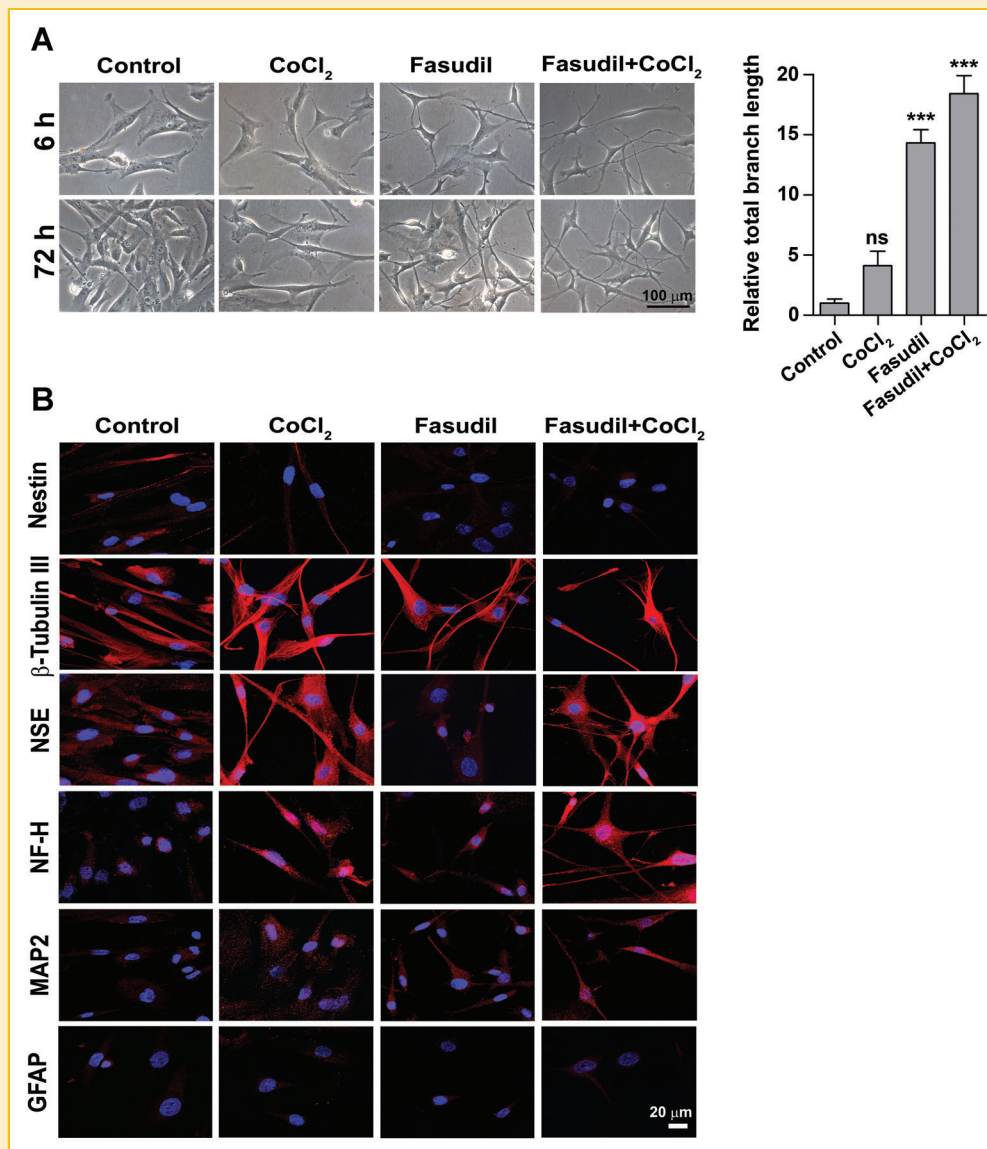 A
Control CoCl₂ Fasudil Fasudil+CoCl₂
6 h
72 h
100 μm
Relative total branch length
20
15
10
5
0
ns
***
***
Control
CoCl₂
Fasudil
Fasudil+CoCl₂
B
Control CoCl₂ Fasudil Fasudil+CoCl₂
Nestin
β-Tubulin III
NSE
NF-H
MAP2
GFAP
20 μm